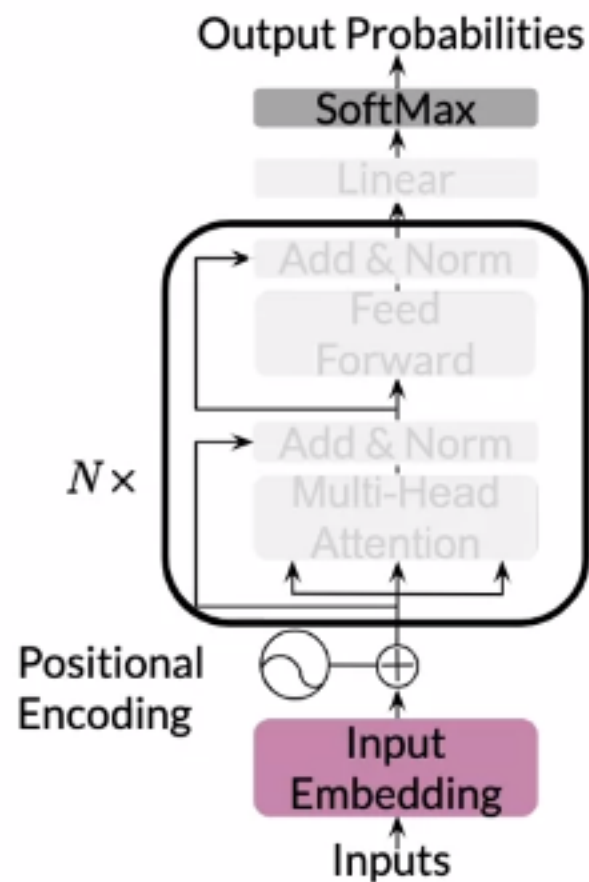 Output Probabilities
SoftMax
Linear
Add & Norm
Feed
Forward
Add & Norm
N×
Multi-Head
Attention
Positional
Encoding
Input
Embedding
Inputs